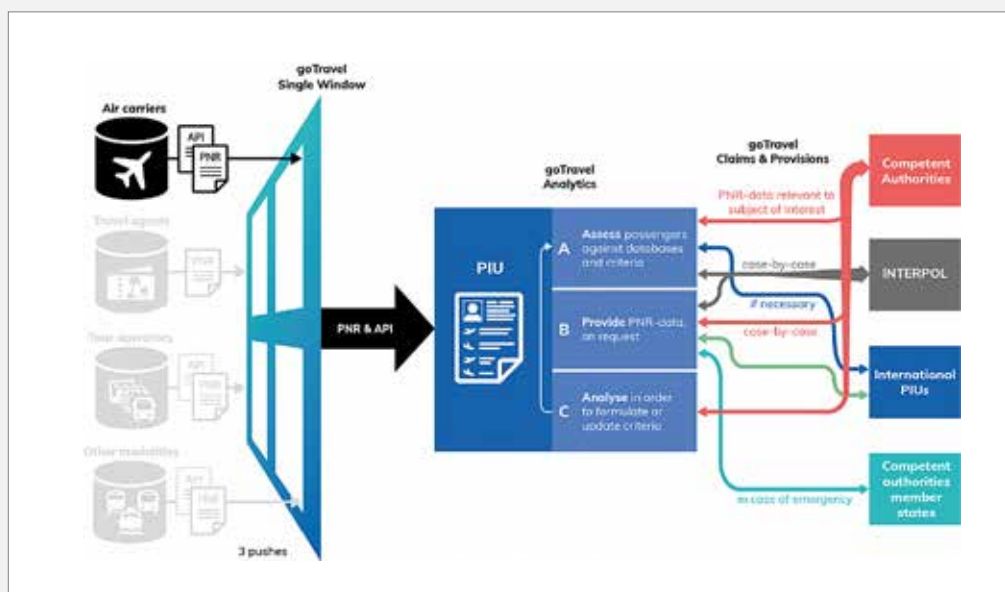 goTravel
Single Window
Air carriers
API
PNR
Travel agents
PNR
Tour operators
API
PNR
Other modalities
API
PNR
3 pushes
PNR & API
goTravel
Analytics
PIU
A
Assess passengers
against databases
and criteria
B
Provide PNR-data,
on request
C
Analyse in order
to formulate or
update criteria
goTravel
Claims & Provisions
PNR-data relevant to
subject of interest
case-by-case
if necessary
case-by-case
in case of emergency
Competent
Authorities
INTERPOL
International
PIUs
Competent
authorities
member
states